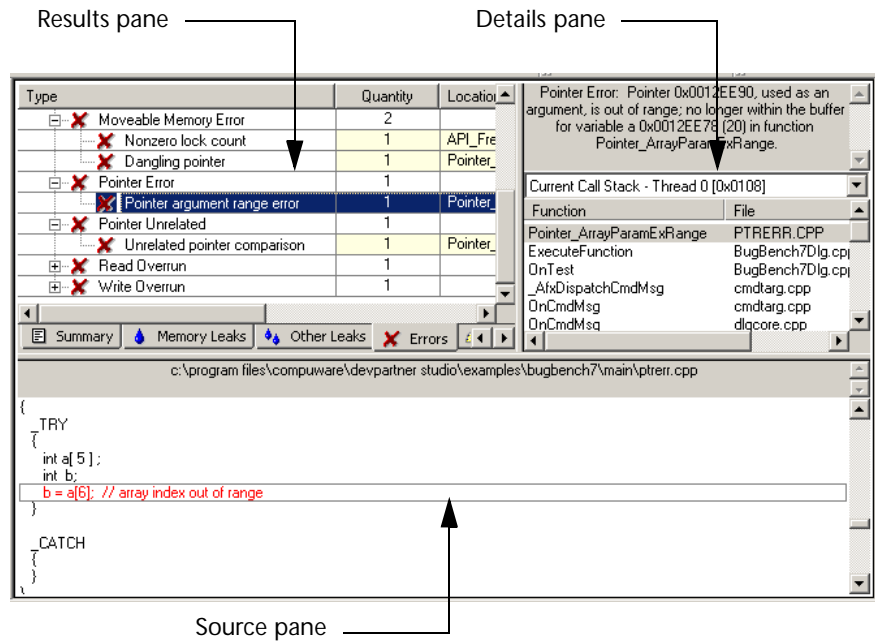 Results pane
Details pane
Type Quantity Location
Moveable Memory Error 2
Nonzero lock count 1 API_Fre
Dangling pointer 1 Pointer_
Pointer Error 1
Pointer argument range error 1 Pointer_
Pointer Unrelated 1
Unrelated pointer comparison 1 Pointer_
Read Overrun 1
Write Overrun 1
Summary Memory Leaks Other Leaks Errors
Pointer Error: Pointer 0x0012EE90, used as an
argument, is out of range; no longer within the buffer
for variable a 0x0012EE78 (20) in function
Pointer_ArrayParamExRange.
Current Call Stack - Thread 0 [0x0108]
Function File
Pointer_ArrayParamExRange PTRERR.CPP
ExecuteFunction BugBench7Dlg.cpp
OnTest BugBench7Dlg.cpp
_AfxDispatchCmdMsg cmdtarg.cpp
OnCmdMsg cmdtarg.cpp
OnCmdMsg dlgcore.cpp
c:\program files\compuware\devpartner studio\examples\bugbench7\main\ptrerr.cpp
{
_TRY
{
int a[ 5 ] ;
int b;
b = a[6]; // array index out of range
}
_CATCH
{
}
Source pane